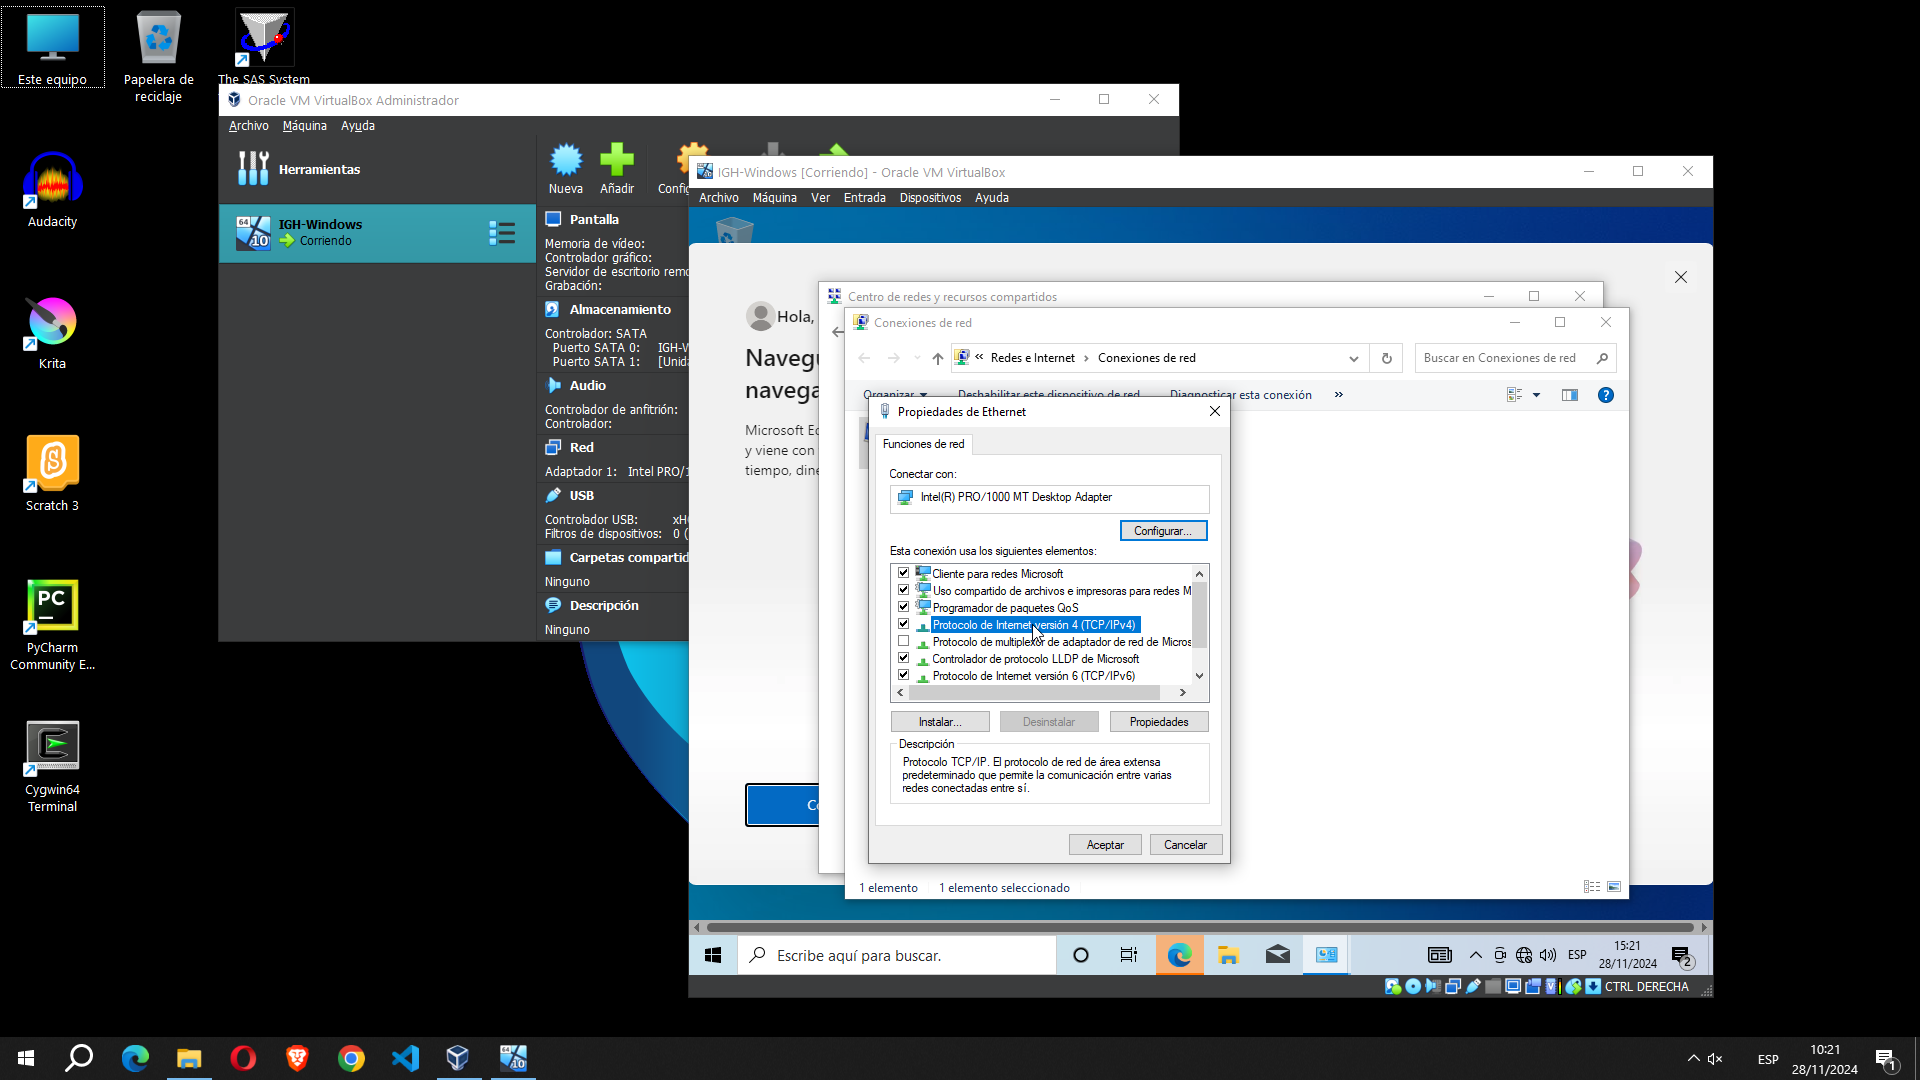 Este equipo
Papelera de
reciclaje
The SAS System
Audacity
Krita
Scratch 3
PyCharm
Community E...
Cygwin64
Terminal
Oracle VM VirtualBox Administrador
Archivo Máquina Ayuda
Herramientas
Nueva Añadir
IGH-Windows
Corriendo
Pantalla
Memoria de vídeo:
Controlador gráfico:
Servidor de escritorio remo
Grabación:
Almacenamiento
Controlador: SATA
Puerto SATA 0: IGH-W
Puerto SATA 1: [Unida
Audio
Controlador de anfitrión:
Controlador:
Red
Adaptador 1: Intel PRO/1
USB
Controlador USB: xH
Filtros de dispositivos: 0 (
Carpetas compartid
Ninguno
Descripción
Ninguno
IGH-Windows [Corriendo] - Oracle VM VirtualBox
Archivo Máquina Ver Entrada Dispositivos Ayuda
Hola,
Navegu
navega
Microsoft Ed
y viene con
tiempo, dine
Centro de redes y recursos compartidos
Conexiones de red
« Redes e Internet › Conexiones de red
Buscar en Conexiones de red
Organizar Deshabilitar este dispositivo de red Diagnosticar esta conexión »
Propiedades de Ethernet
Funciones de red
Conectar con:
Intel(R) PRO/1000 MT Desktop Adapter
Configurar...
Esta conexión usa los siguientes elementos:
Cliente para redes Microsoft
Uso compartido de archivos e impresoras para redes M
Programador de paquetes QoS
Protocolo de Internet versión 4 (TCP/IPv4)
Protocolo de multiplexor de adaptador de red de Micros
Controlador de protocolo LLDP de Microsoft
Protocolo de Internet versión 6 (TCP/IPv6)
Instalar... Desinstalar Propiedades
Descripción
Protocolo TCP/IP. El protocolo de red de área extensa
predeterminado que permite la comunicación entre varias
redes conectadas entre sí.
Aceptar Cancelar
1 elemento 1 elemento seleccionado
Escribe aquí para buscar.
ESP
15:21
28/11/2024
2
CTRL DERECHA
ESP
10:21
28/11/2024
1